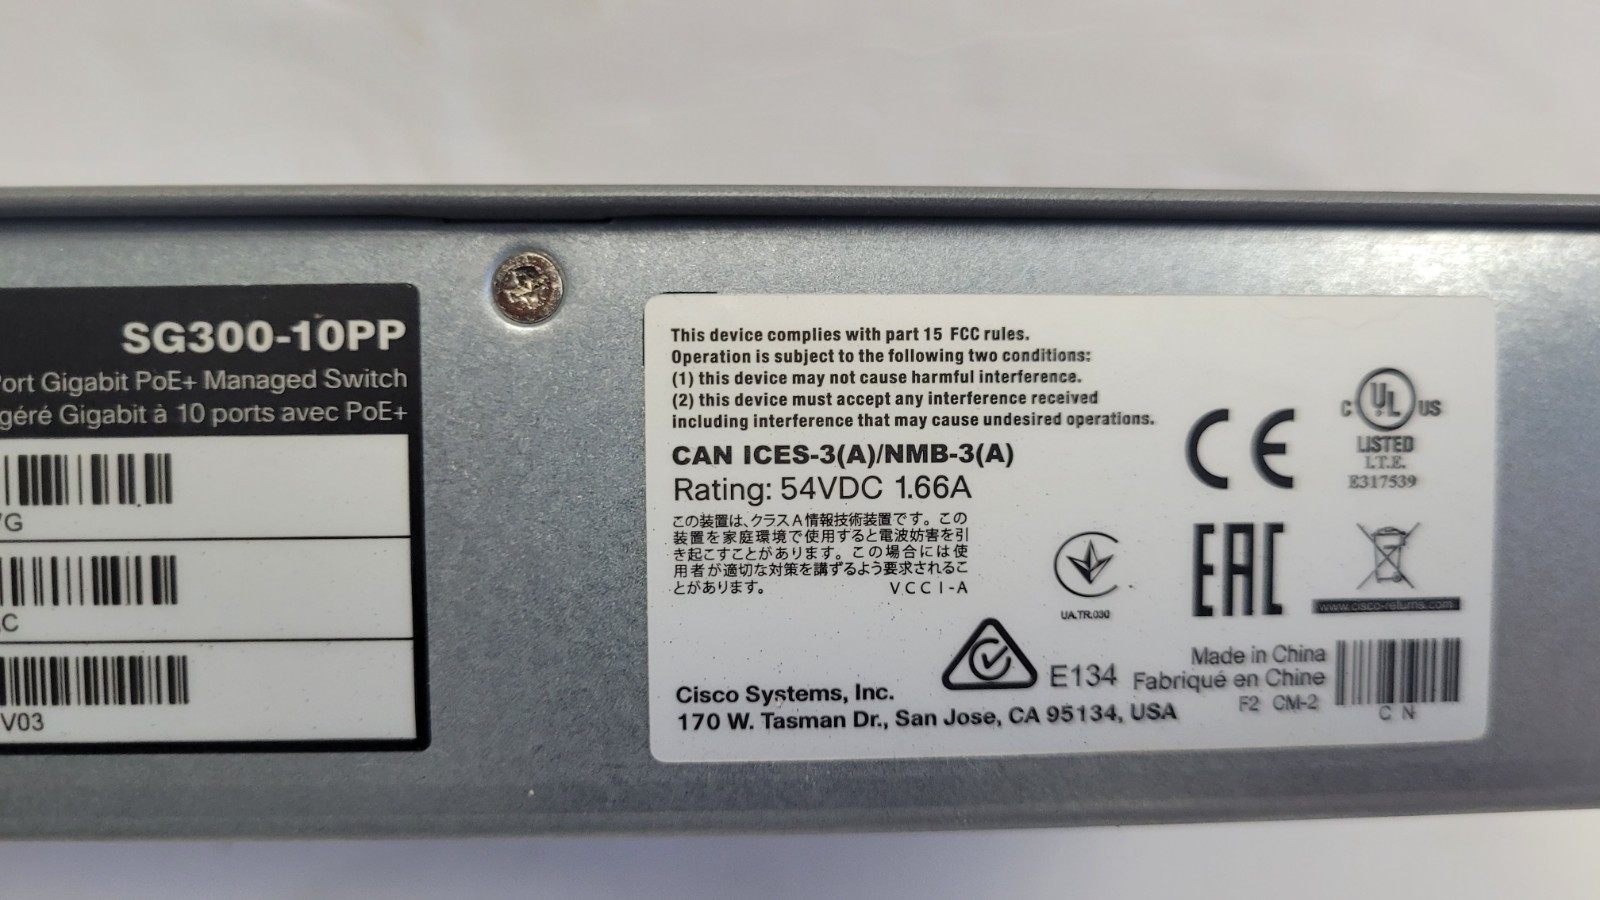 SG300-10PP
Port Gigabit PoE+ Managed Switch
géré Gigabit à 10 ports avec PoE+
V03
This device complies with part 15 FCC rules.
Operation is subject to the following two conditions:
(1) this device may not cause harmful interference.
(2) this device must accept any interference received
including interference that may cause undesired operations.
CAN ICES-3(A)/NMB-3(A)
Rating: 54VDC 1.66A
この装置は、クラスA情報技術装置です。この
装置を家庭環境で使用すると電波妨害を引
き起こすことがあります。この場合には使
用者が適切な対策を講ずるよう要求されるこ
とがあります。 VCCI-A
CE
C UL US
LISTED
I.T.E.
E317539
UA.TR.030
EAC
www.cisco-returns.com
E134
Made in China
Fabriqué en Chine
F2 CM-2
C N
Cisco Systems, Inc.
170 W. Tasman Dr., San Jose, CA 95134, USA